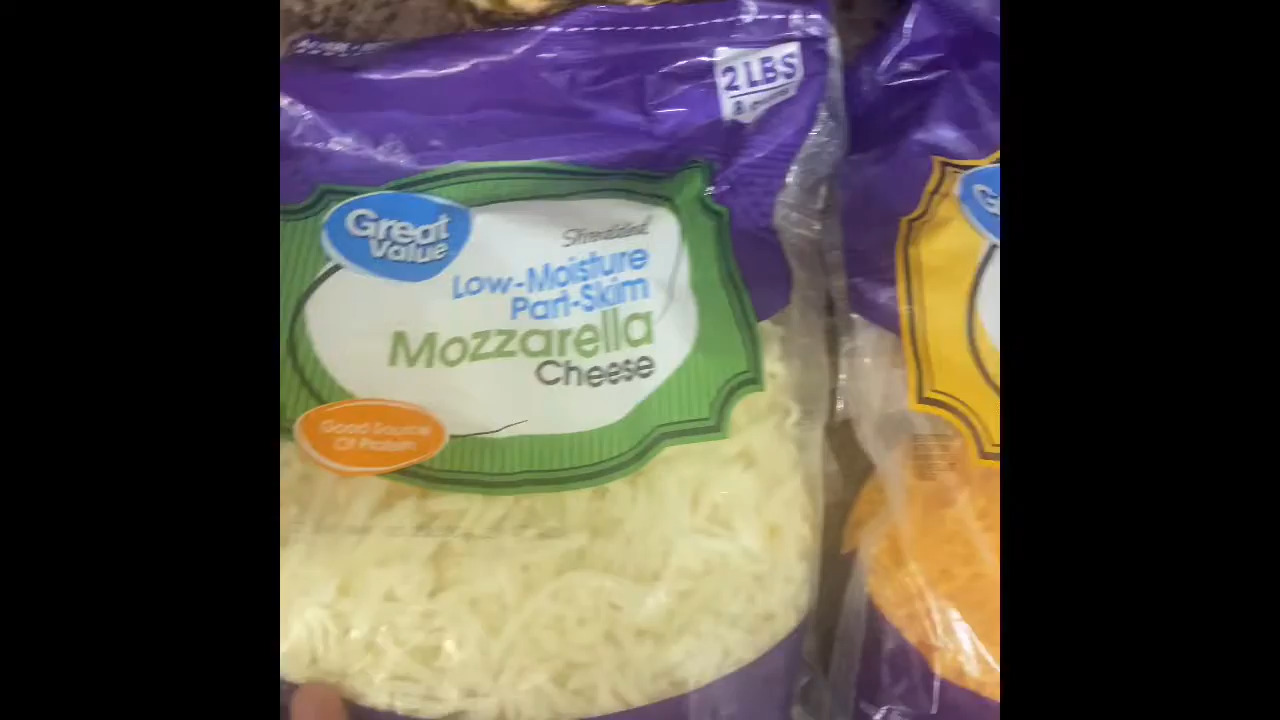 2 LBS
Great
Value
Shredded
Low-Moisture
Part-Skim
Mozzarella
Cheese
Good Source
Of Protein
G